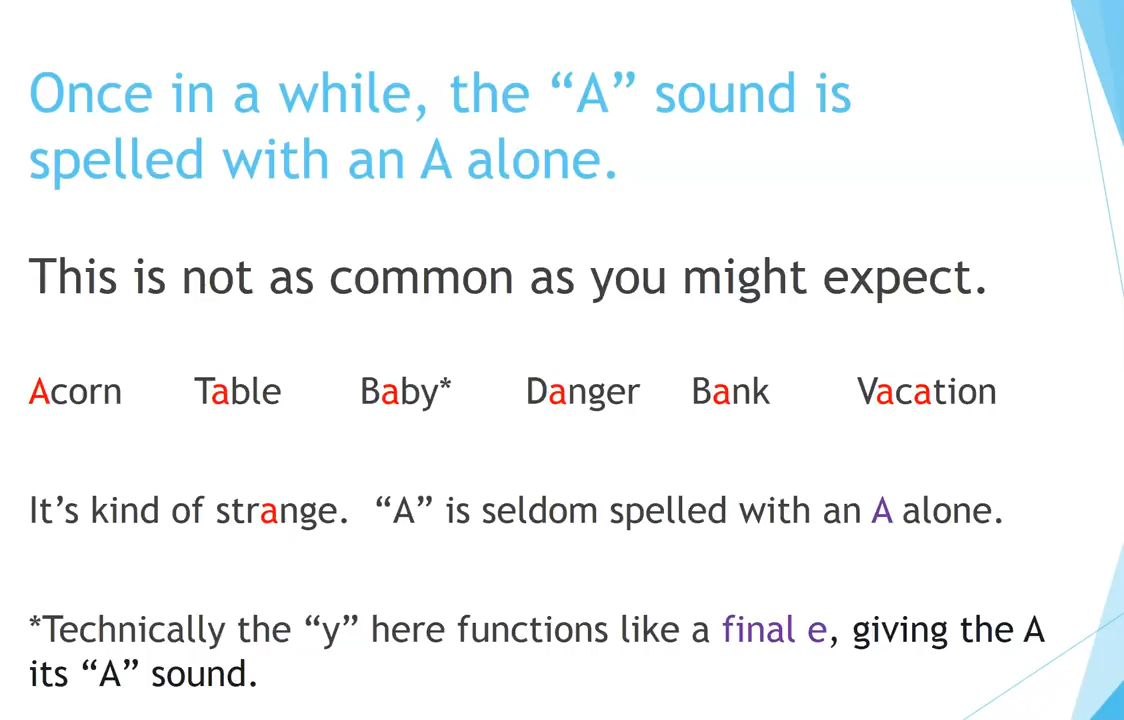 Once in a while, the “A” sound is
spelled with an A alone.
This is not as common as you might expect.
Acorn Table Baby* Danger Bank Vacation
It’s kind of strange. “A” is seldom spelled with an A alone.
*Technically the “y” here functions like a final e, giving the A
its “A” sound.